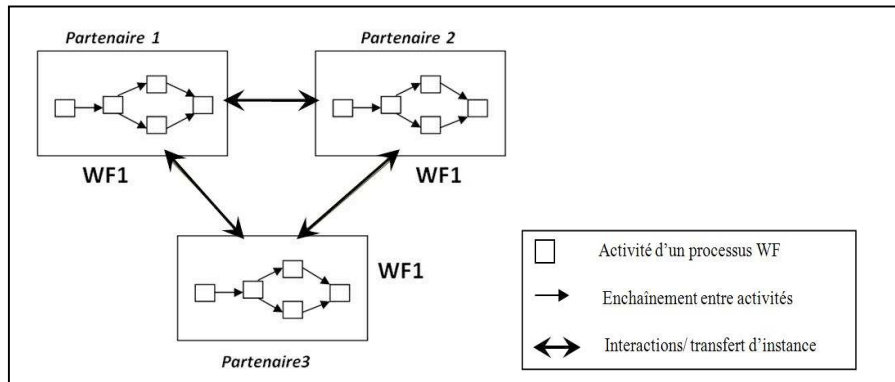 Partenaire 1
Partenaire 2
WF1
WF1
WF1
Partenaire3
Activité d'un processus WF
Enchaînement entre activités
Interactions/ transfert d'instance